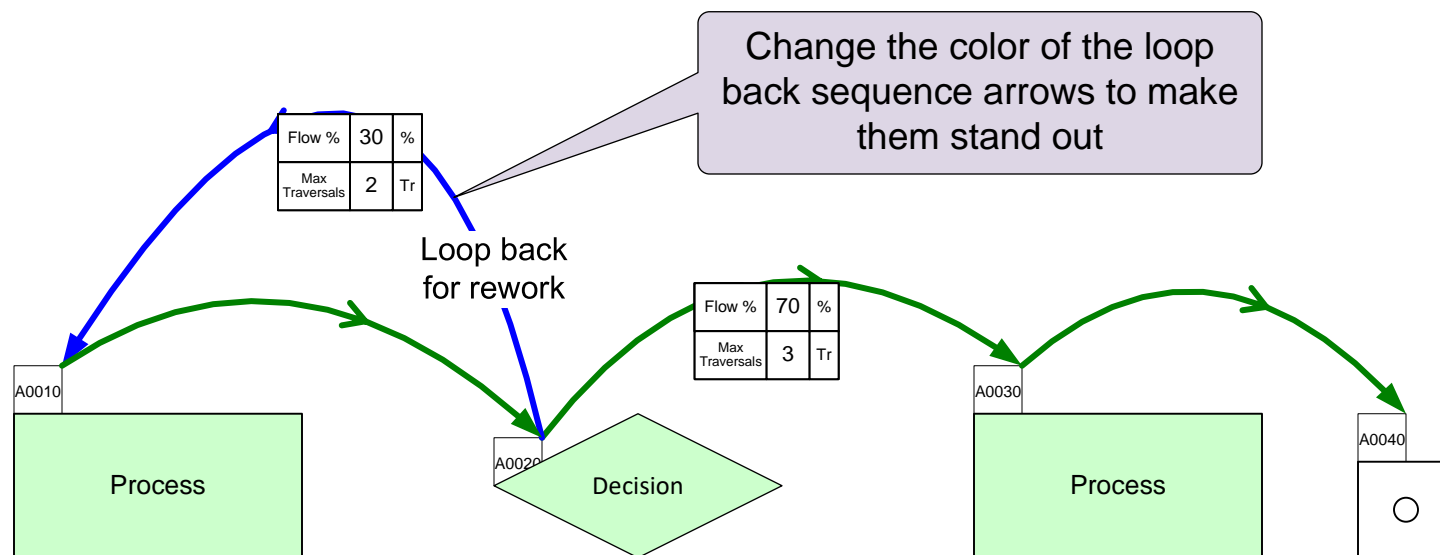 Change the color of the loop
back sequence arrows to make
them stand out
Flow % 30 %
Max
Traversals 2 Tr
Loop back
for rework
Flow % 70 %
Max
Traversals 3 Tr
A0010
A0020
A0030
A0040
Process
Decision
Process